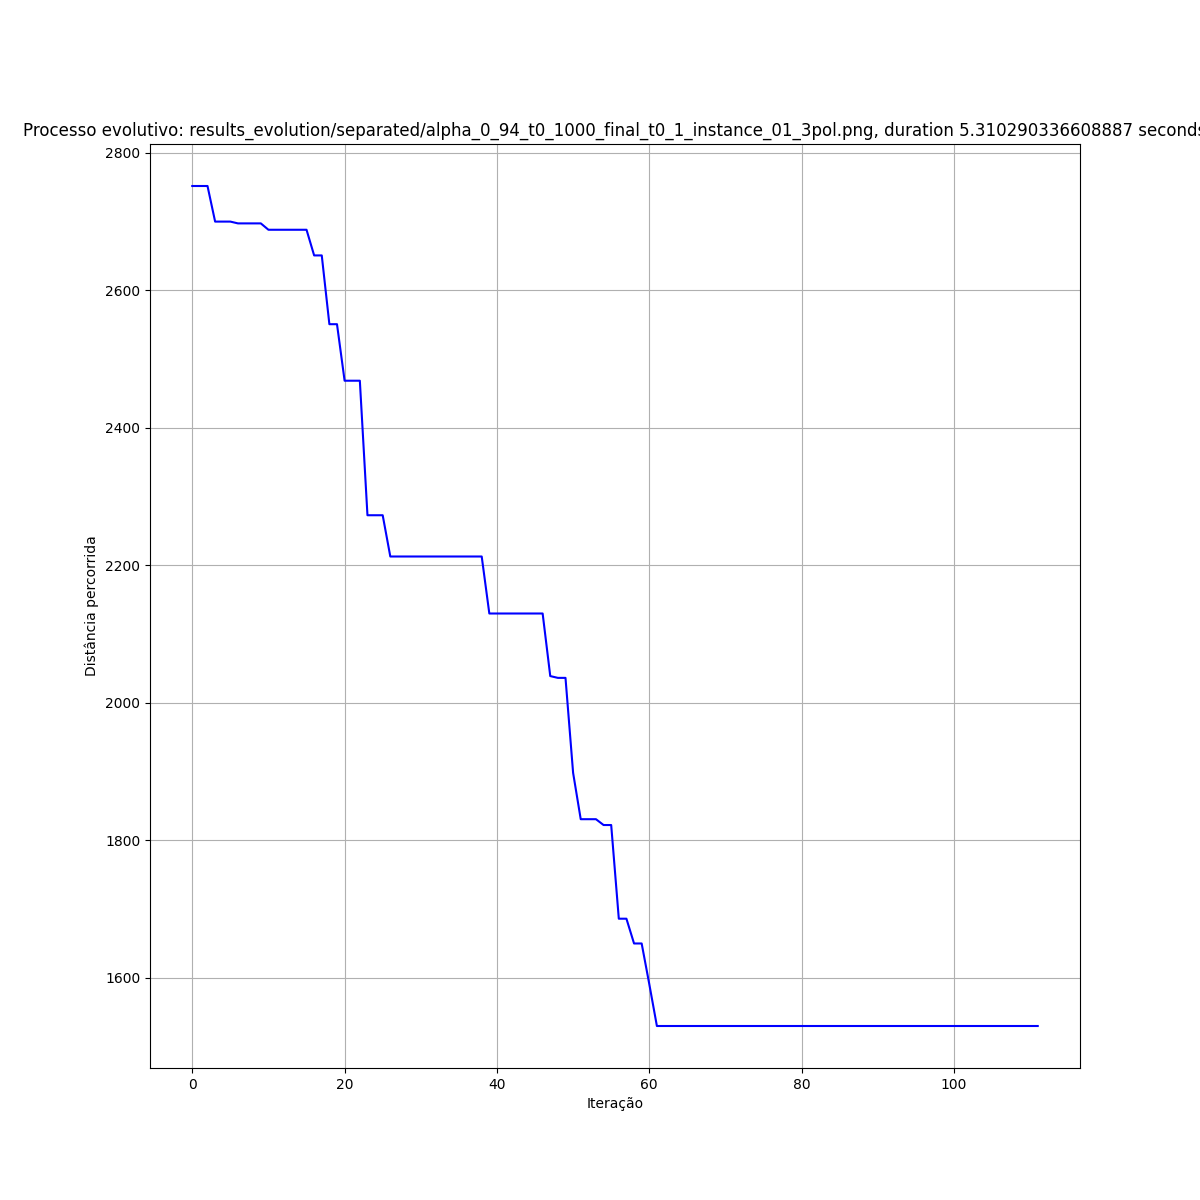 Processo evolutivo: results_evolution/separated/alpha_0_94_t0_1000_final_t0_1_instance_01_3pol.png, duration 5.310290336608887 seconds
2800
2600
2400
2200
2000
1800
1600
Distância percorrida
0 20 40 60 80 100
Iteração